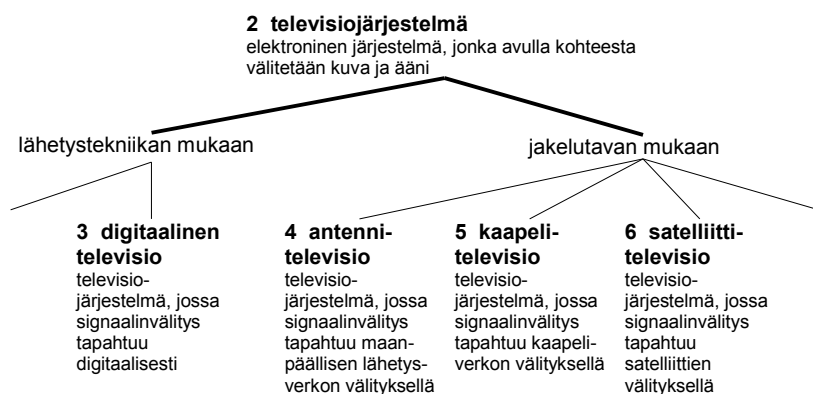 2 televisiojärjestelmä
elektroninen järjestelmä, jonka avulla kohteesta
välitetään kuva ja ääni
lähetystekniikan mukaan
jakelutavan mukaan
3 digitaalinen
televisio
televisio-
järjestelmä, jossa
signaalinvälitys
tapahtuu
digitaalisesti
4 antenni-
televisio
televisio-
järjestelmä, jossa
signaalinvälitys
tapahtuu maan-
päällisen lähetys-
verkon välityksellä
5 kaapeli-
televisio
televisio-
järjestelmä, jossa
signaalinvälitys
tapahtuu kaapeli-
verkon välityksellä
6 satelliitti-
televisio
televisio-
järjestelmä, jossa
signaalinvälitys
tapahtuu
satelliittien
välityksellä